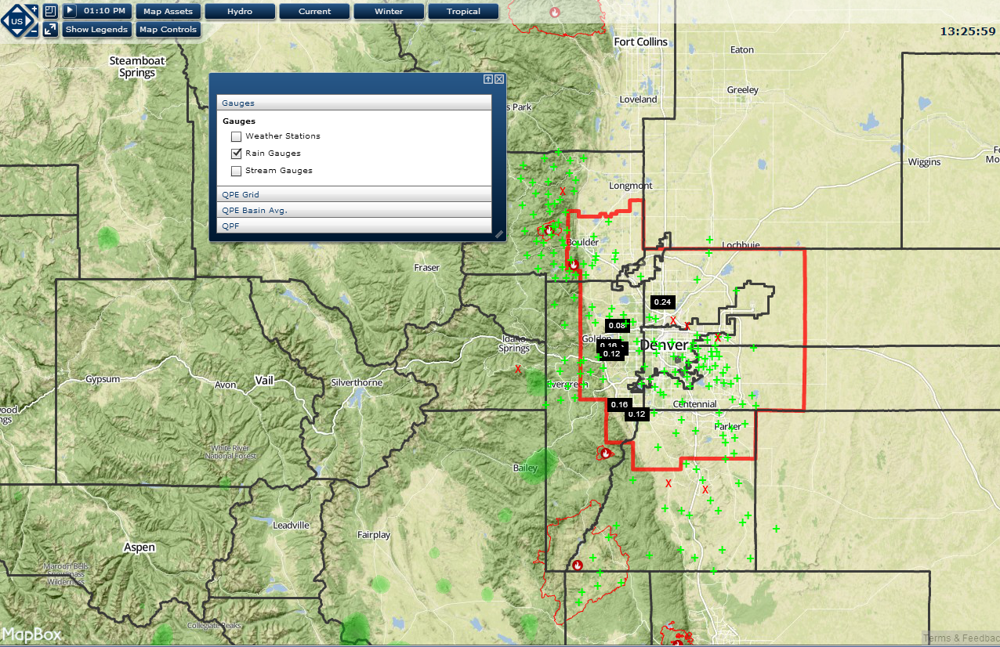 US
+
-
01:10 PM
Map Assets
Hydro
Current
Winter
Tropical
Show Legends
Map Controls
13:25:59
Steamboat
Springs
Fort Collins
Eaton
Greeley
Loveland
s Park
Wiggins
Fo
Mo
Longmont
Gauges
Gauges
Weather Stations
Rain Gauges
Stream Gauges
QPE Grid
QPE Basin Avg.
QPF
Boulder
Lochbuie
Fraser
0.24
0.08
Golden
Denver
Idaho
Springs
0.16
0.12
Gypsum
Avon
Vail
Silverthorne
Evergreen
wood
ngs
0.16
0.12
Centennial
Parker
White River
National Forest
Bailey
Leadville
Fairplay
Aspen
Maroon Bells
Snowmass
Wilderness
Collegiate Peaks
MapBox
Terms & Feedbac